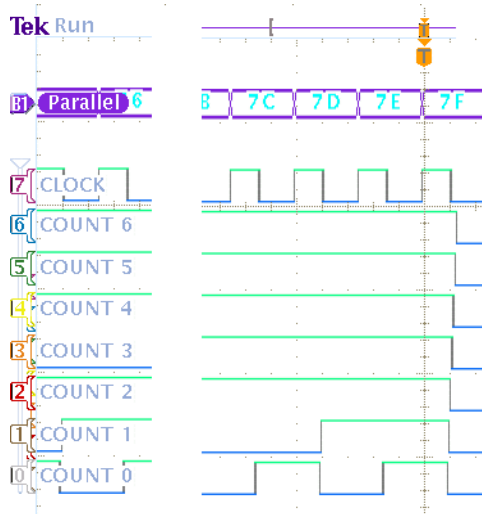 Tek Run
T
T
B1 Parallel 6 7C 7D 7E 7F
7 CLOCK
6 COUNT 6
5 COUNT 5
4 COUNT 4
3 COUNT 3
2 COUNT 2
1 COUNT 1
0 COUNT 0